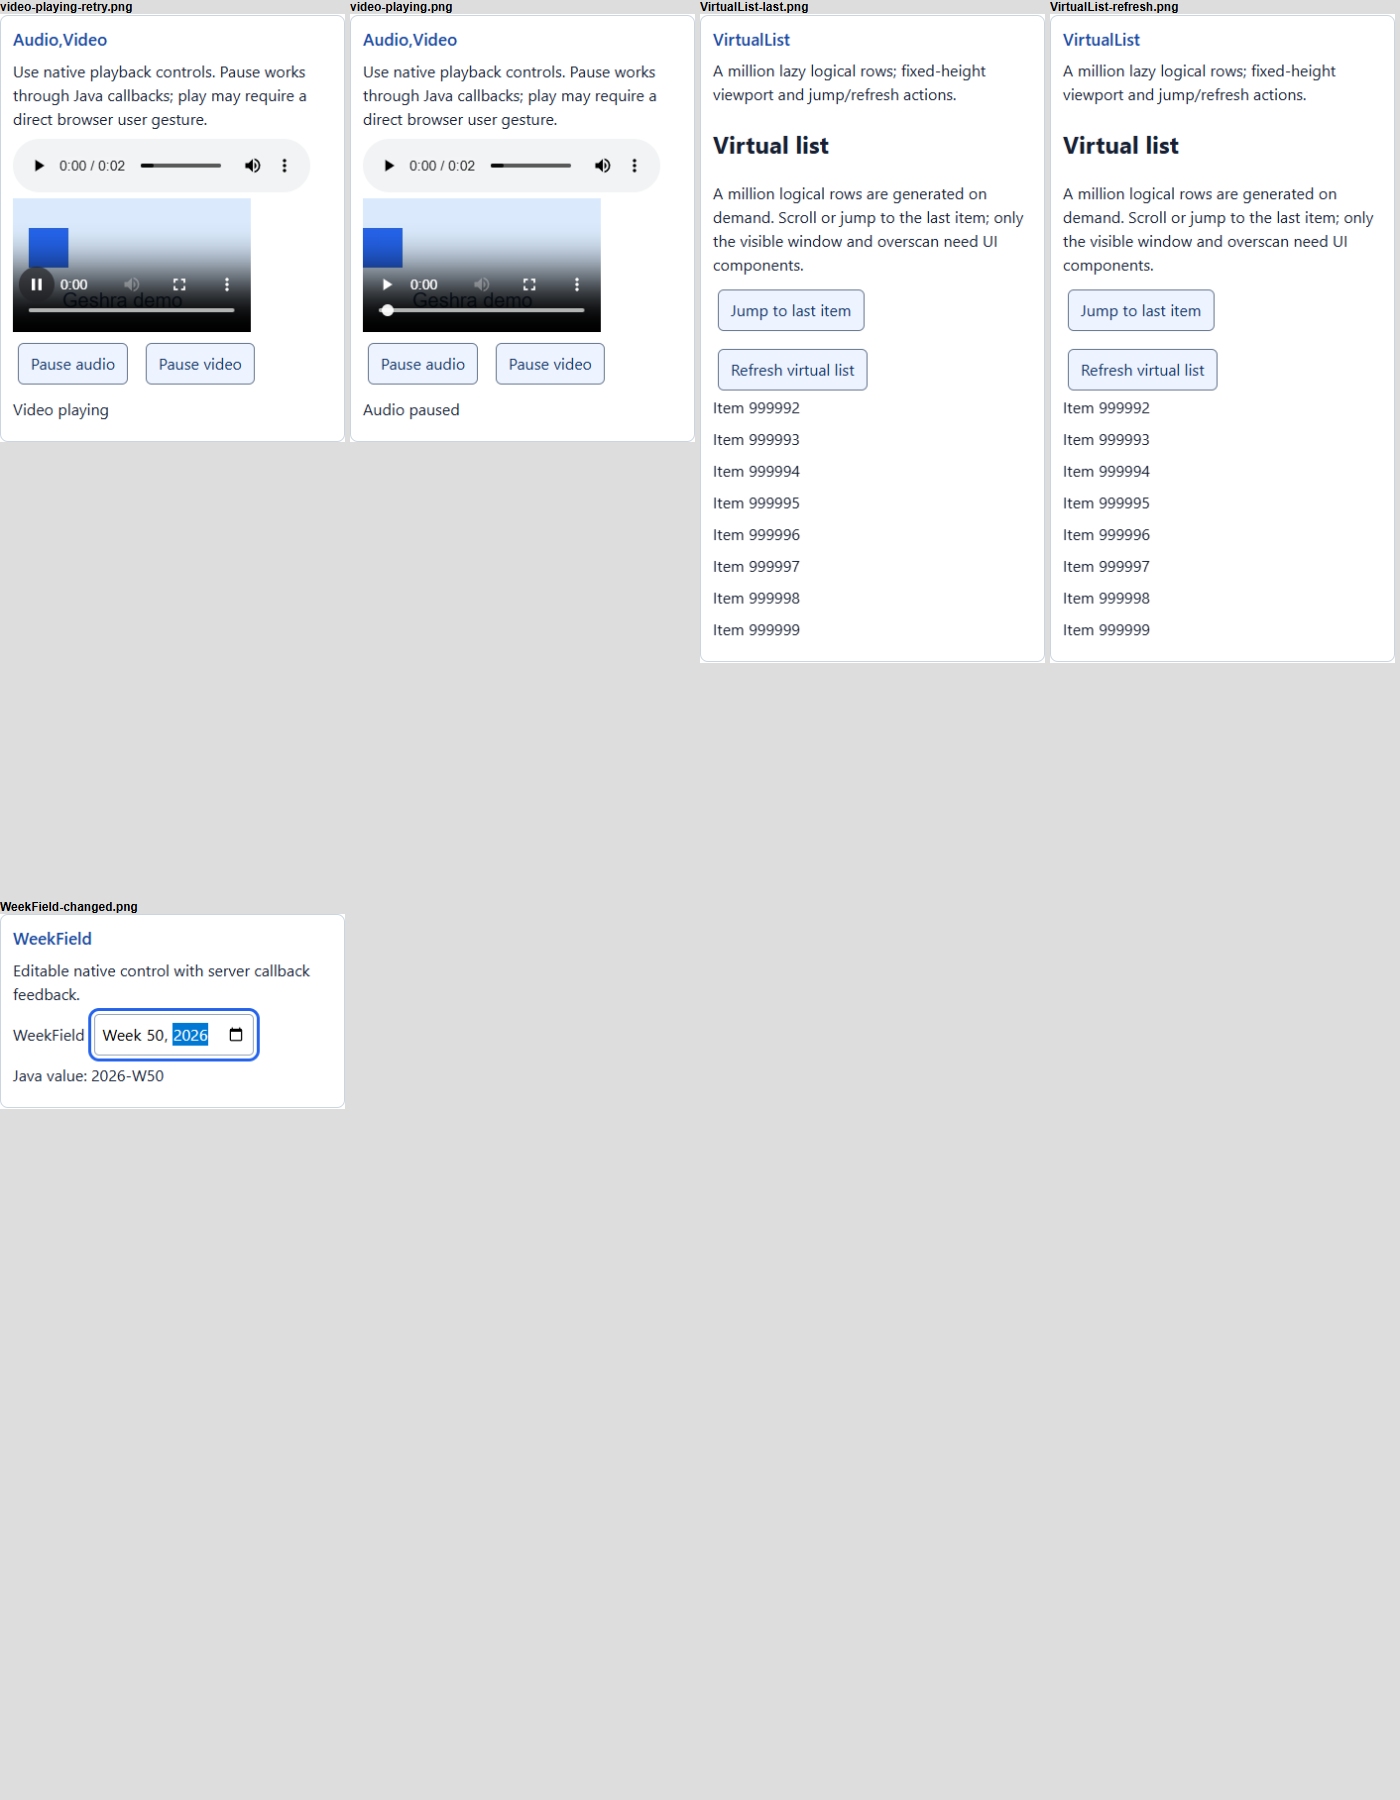 video-playing-retry.png
Audio,Video
Use native playback controls. Pause works
through Java callbacks; play may require a
direct browser user gesture.
0:00 / 0:02
0:00
Geshra demo
Pause audio
Pause video
Video playing
video-playing.png
Audio,Video
Use native playback controls. Pause works
through Java callbacks; play may require a
direct browser user gesture.
0:00 / 0:02
0:00
Geshra demo
Pause audio
Pause video
Audio paused
VirtualList-last.png
VirtualList
A million lazy logical rows; fixed-height
viewport and jump/refresh actions.
Virtual list
A million logical rows are generated on
demand. Scroll or jump to the last item; only
the visible window and overscan need UI
components.
Jump to last item
Refresh virtual list
Item 999992
Item 999993
Item 999994
Item 999995
Item 999996
Item 999997
Item 999998
Item 999999
VirtualList-refresh.png
VirtualList
A million lazy logical rows; fixed-height
viewport and jump/refresh actions.
Virtual list
A million logical rows are generated on
demand. Scroll or jump to the last item; only
the visible window and overscan need UI
components.
Jump to last item
Refresh virtual list
Item 999992
Item 999993
Item 999994
Item 999995
Item 999996
Item 999997
Item 999998
Item 999999
WeekField-changed.png
WeekField
Editable native control with server callback
feedback.
WeekField Week 50, 2026
Java value: 2026-W50